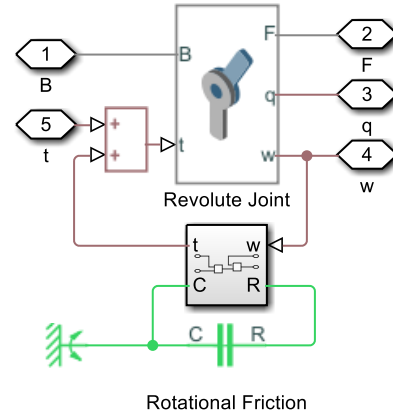 1
B
B
F
2
F
q
3
q
5
t
+
+
t
w
4
w
Revolute Joint
t w
C R
C R
Rotational Friction